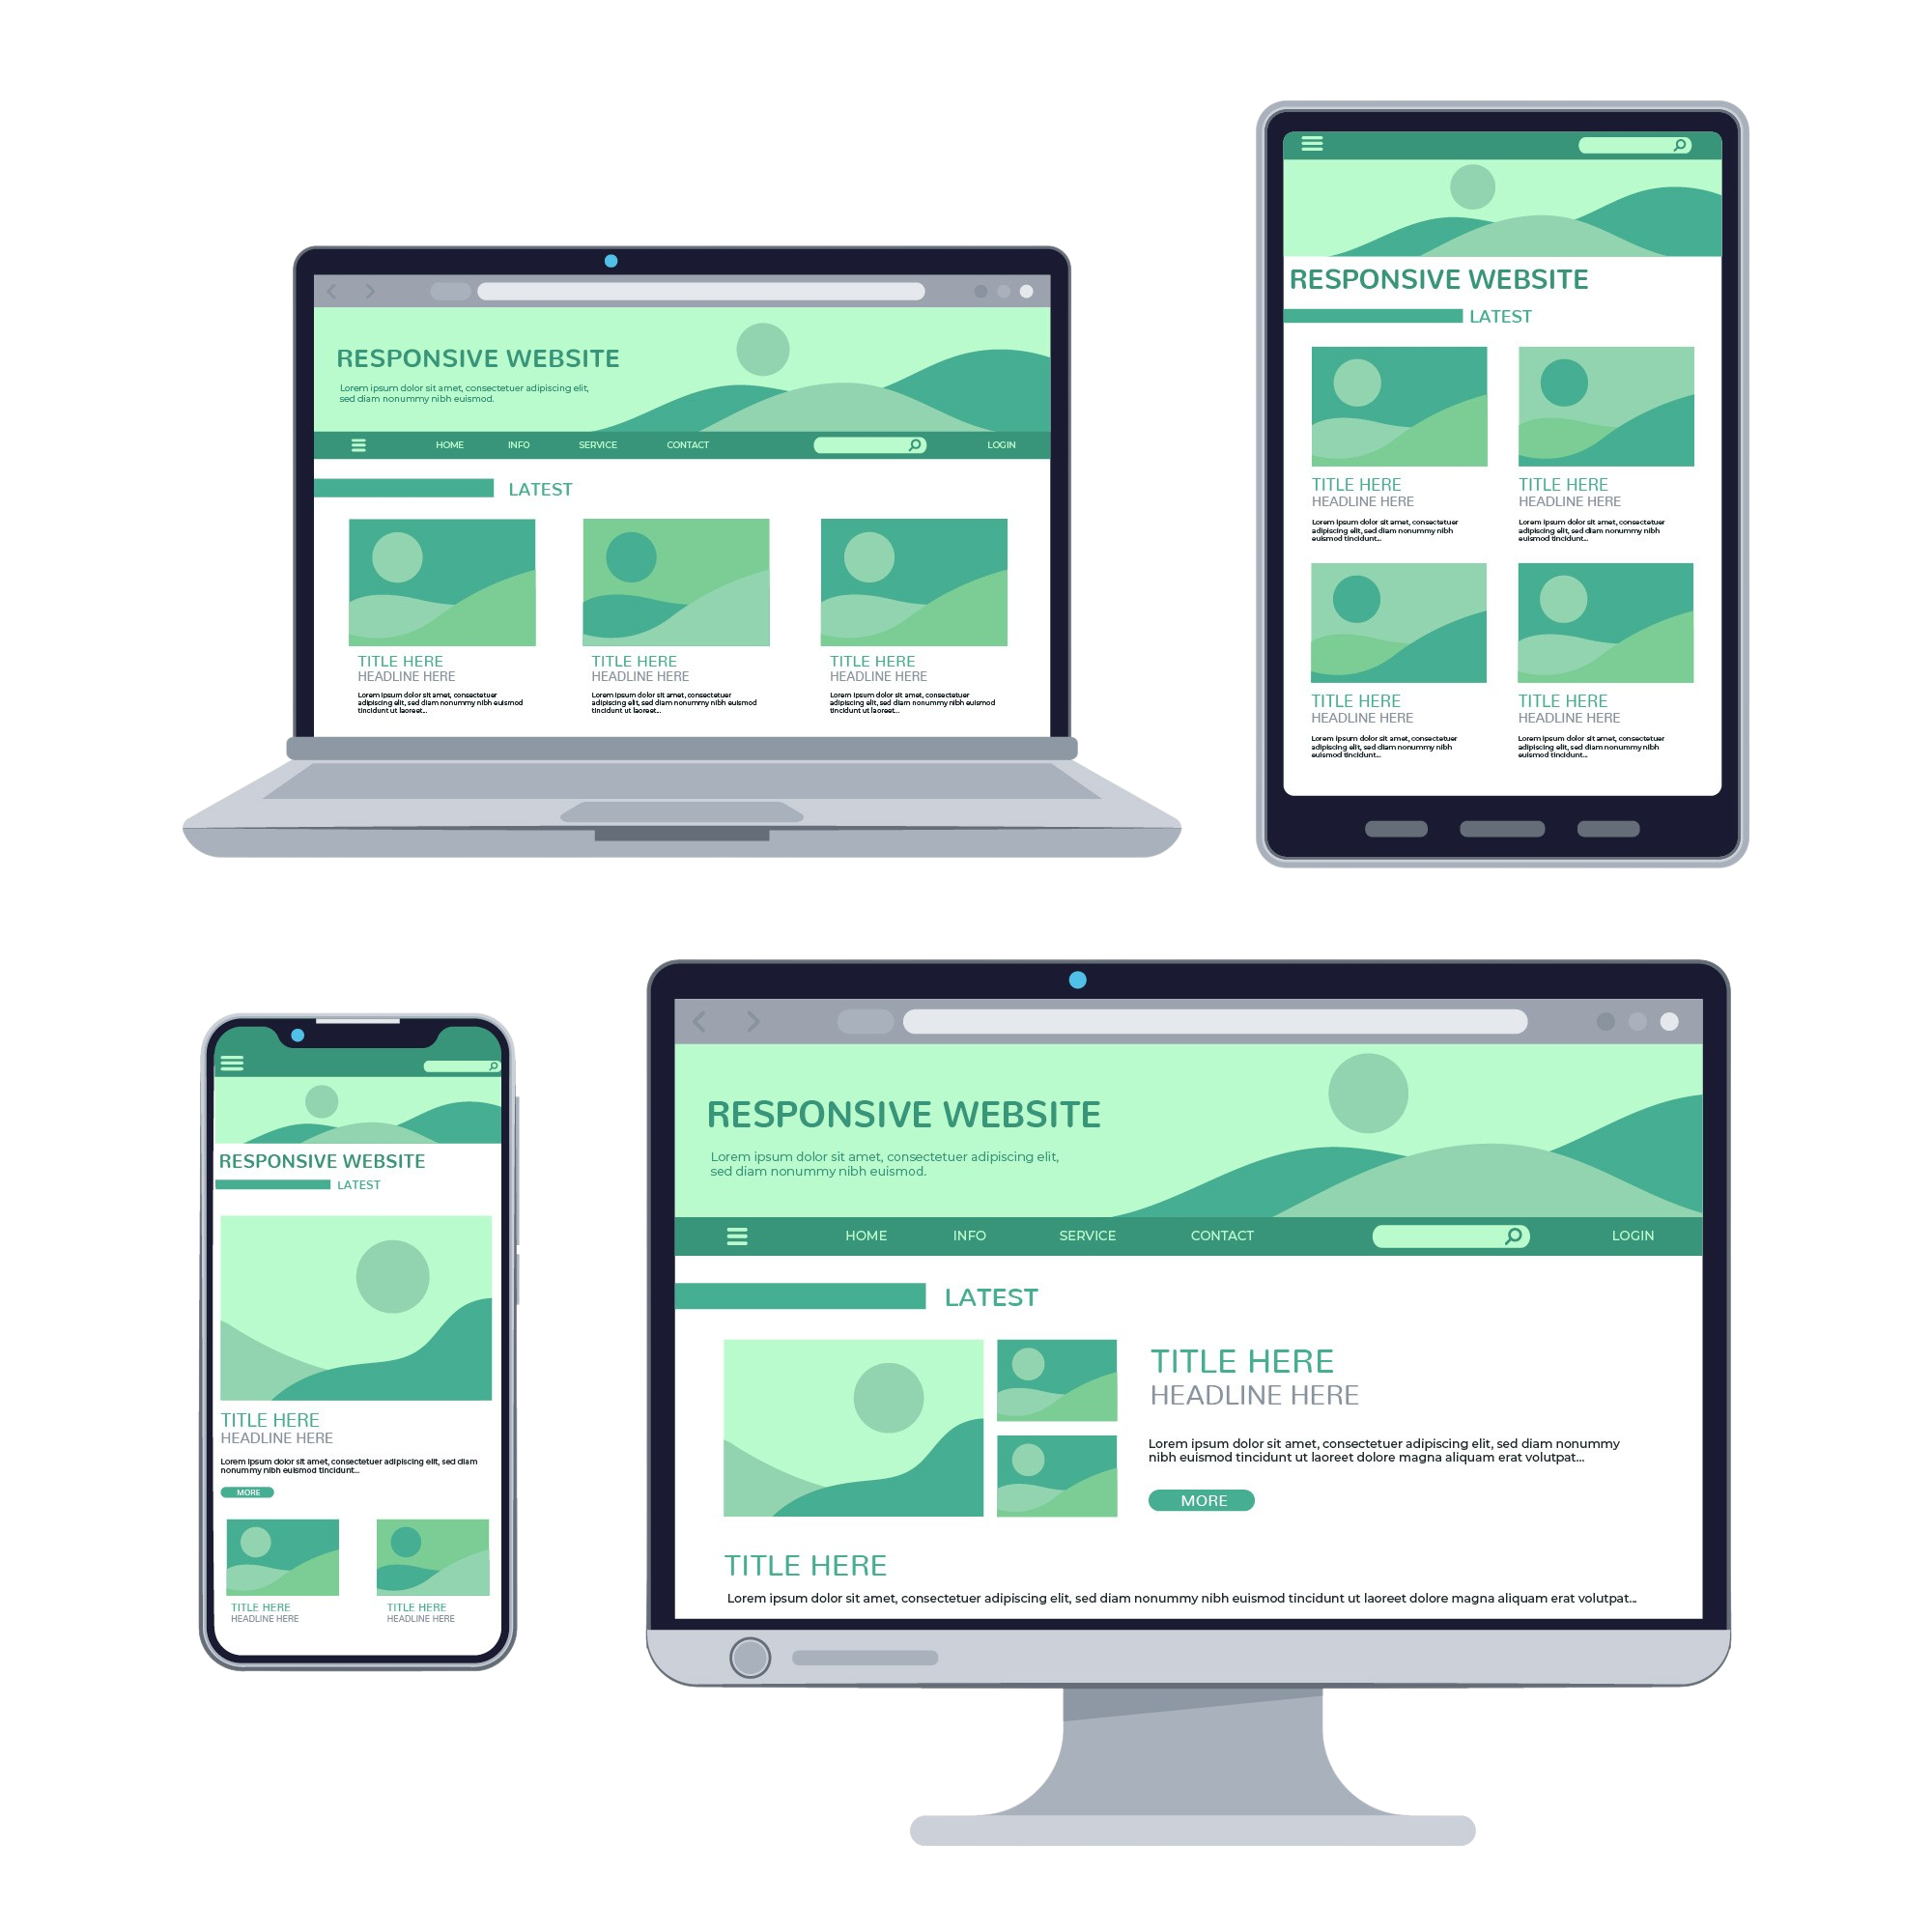 RESPONSIVE WEBSITE
Lorem ipsum dolor sit amet, consectetuer adipiscing elit,
sed diam nonummy nibh euismod.
HOME INFO SERVICE CONTACT LOGIN
LATEST
TITLE HERE
HEADLINE HERE
Lorem ipsum dolor sit amet, consectetuer
adipiscing elit, sed diam nonummy nibh euismod
tincidunt ut laoreet...
TITLE HERE
HEADLINE HERE
Lorem ipsum dolor sit amet, consectetuer
adipiscing elit, sed diam nonummy nibh euismod
tincidunt ut laoreet...
TITLE HERE
HEADLINE HERE
Lorem ipsum dolor sit amet, consectetuer
adipiscing elit, sed diam nonummy nibh euismod
tincidunt ut laoreet...
RESPONSIVE WEBSITE
LATEST
TITLE HERE
HEADLINE HERE
Lorem ipsum dolor sit amet, consectetuer
adipiscing elit, sed diam nonummy nibh
euismod tincidunt...
TITLE HERE
HEADLINE HERE
Lorem ipsum dolor sit amet, consectetuer
adipiscing elit, sed diam nonummy nibh
euismod tincidunt...
TITLE HERE
HEADLINE HERE
Lorem ipsum dolor sit amet, consectetuer
adipiscing elit, sed diam nonummy nibh
euismod tincidunt...
TITLE HERE
HEADLINE HERE
Lorem ipsum dolor sit amet, consectetuer
adipiscing elit, sed diam nonummy nibh
euismod tincidunt...
RESPONSIVE WEBSITE
LATEST
TITLE HERE
HEADLINE HERE
Lorem ipsum dolor sit amet, consectetuer adipiscing elit, sed diam
nonummy nibh euismod tincidunt...
MORE
TITLE HERE
HEADLINE HERE
TITLE HERE
HEADLINE HERE
RESPONSIVE WEBSITE
Lorem ipsum dolor sit amet, consectetuer adipiscing elit,
sed diam nonummy nibh euismod.
HOME INFO SERVICE CONTACT LOGIN
LATEST
TITLE HERE
HEADLINE HERE
Lorem ipsum dolor sit amet, consectetuer adipiscing elit, sed diam nonummy
nibh euismod tincidunt ut laoreet dolore magna aliquam erat volutpat...
MORE
TITLE HERE
Lorem ipsum dolor sit amet, consectetuer adipiscing elit, sed diam nonummy nibh euismod tincidunt ut laoreet dolore magna aliquam erat volutpat...